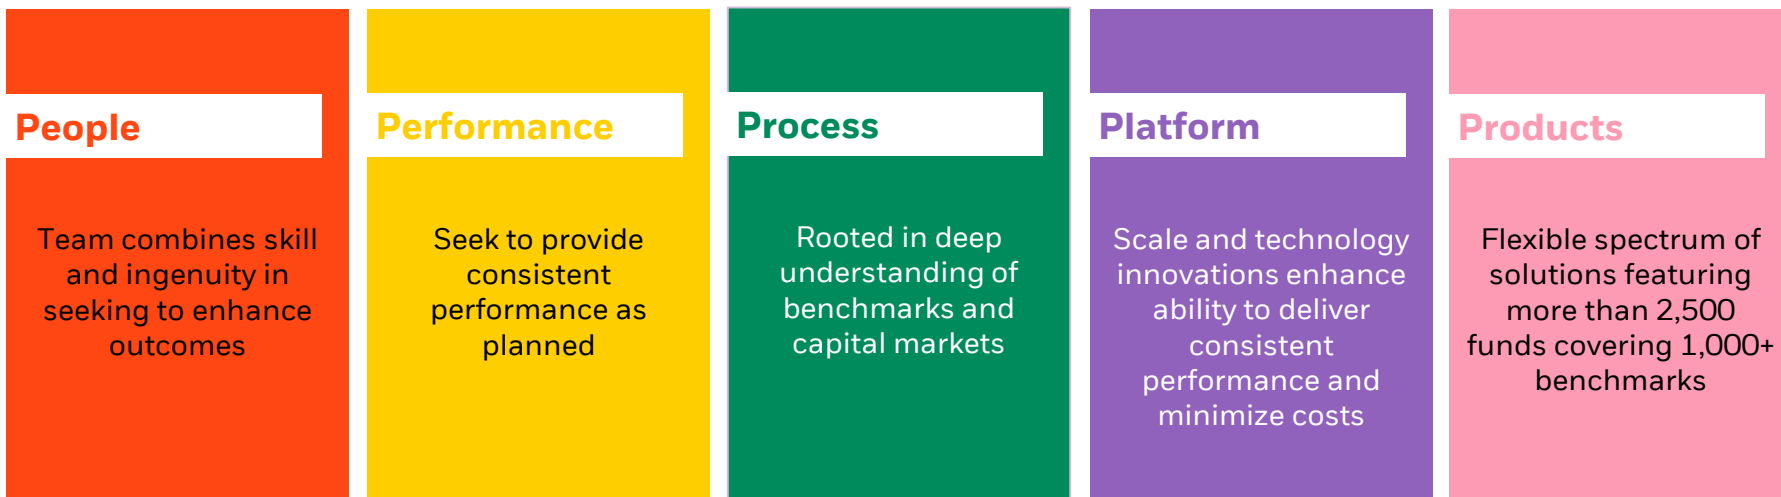 People
Team combines skill
and ingenuity in
seeking to enhance
outcomes
Performance
Seek to provide
consistent
performance as
planned
Process
Rooted in deep
understanding of
benchmarks and
capital markets
Platform
Scale and technology
innovations enhance
ability to deliver
consistent
performance and
minimize costs
Products
Flexible spectrum of
solutions featuring
more than 2,500
funds covering 1,000+
benchmarks